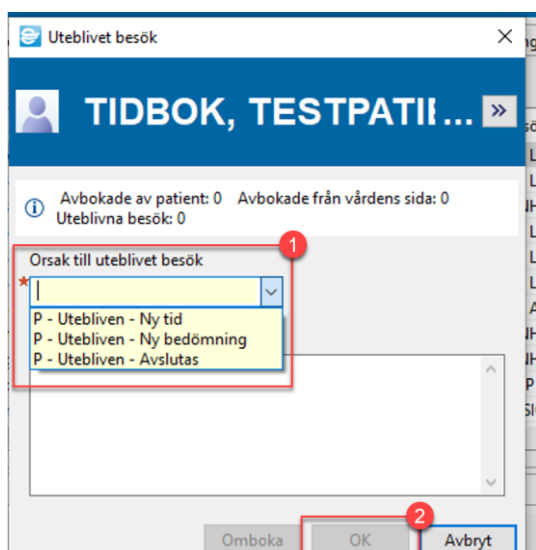 Uteblivet besök
TIDBOK, TESTPATII...
Avbokade av patient: 0 Avbokade från vårdens sida: 0
Uteblivna besök: 0
1
Orsak till uteblivet besök
*
P - Utebliven - Ny tid
P - Utebliven - Ny bedömning
P - Utebliven - Avslutas
2
Omboka OK Avbryt